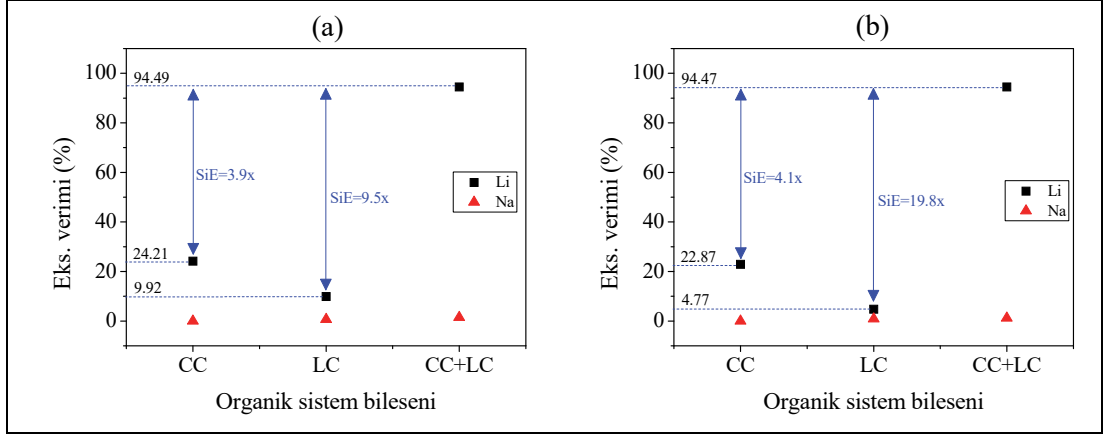 (a)
Eks. verimi (%)
100
80
60
40
20
0
94.49
24.21
9.92
SiE=3.9x
SiE=9.5x
Li
Na
CC
LC
CC+LC
Organik sistem bileseni
(b)
Eks. verimi (%)
100
80
60
40
20
0
94.47
22.87
4.77
SiE=4.1x
SiE=19.8x
Li
Na
CC
LC
CC+LC
Organik sistem bileseni